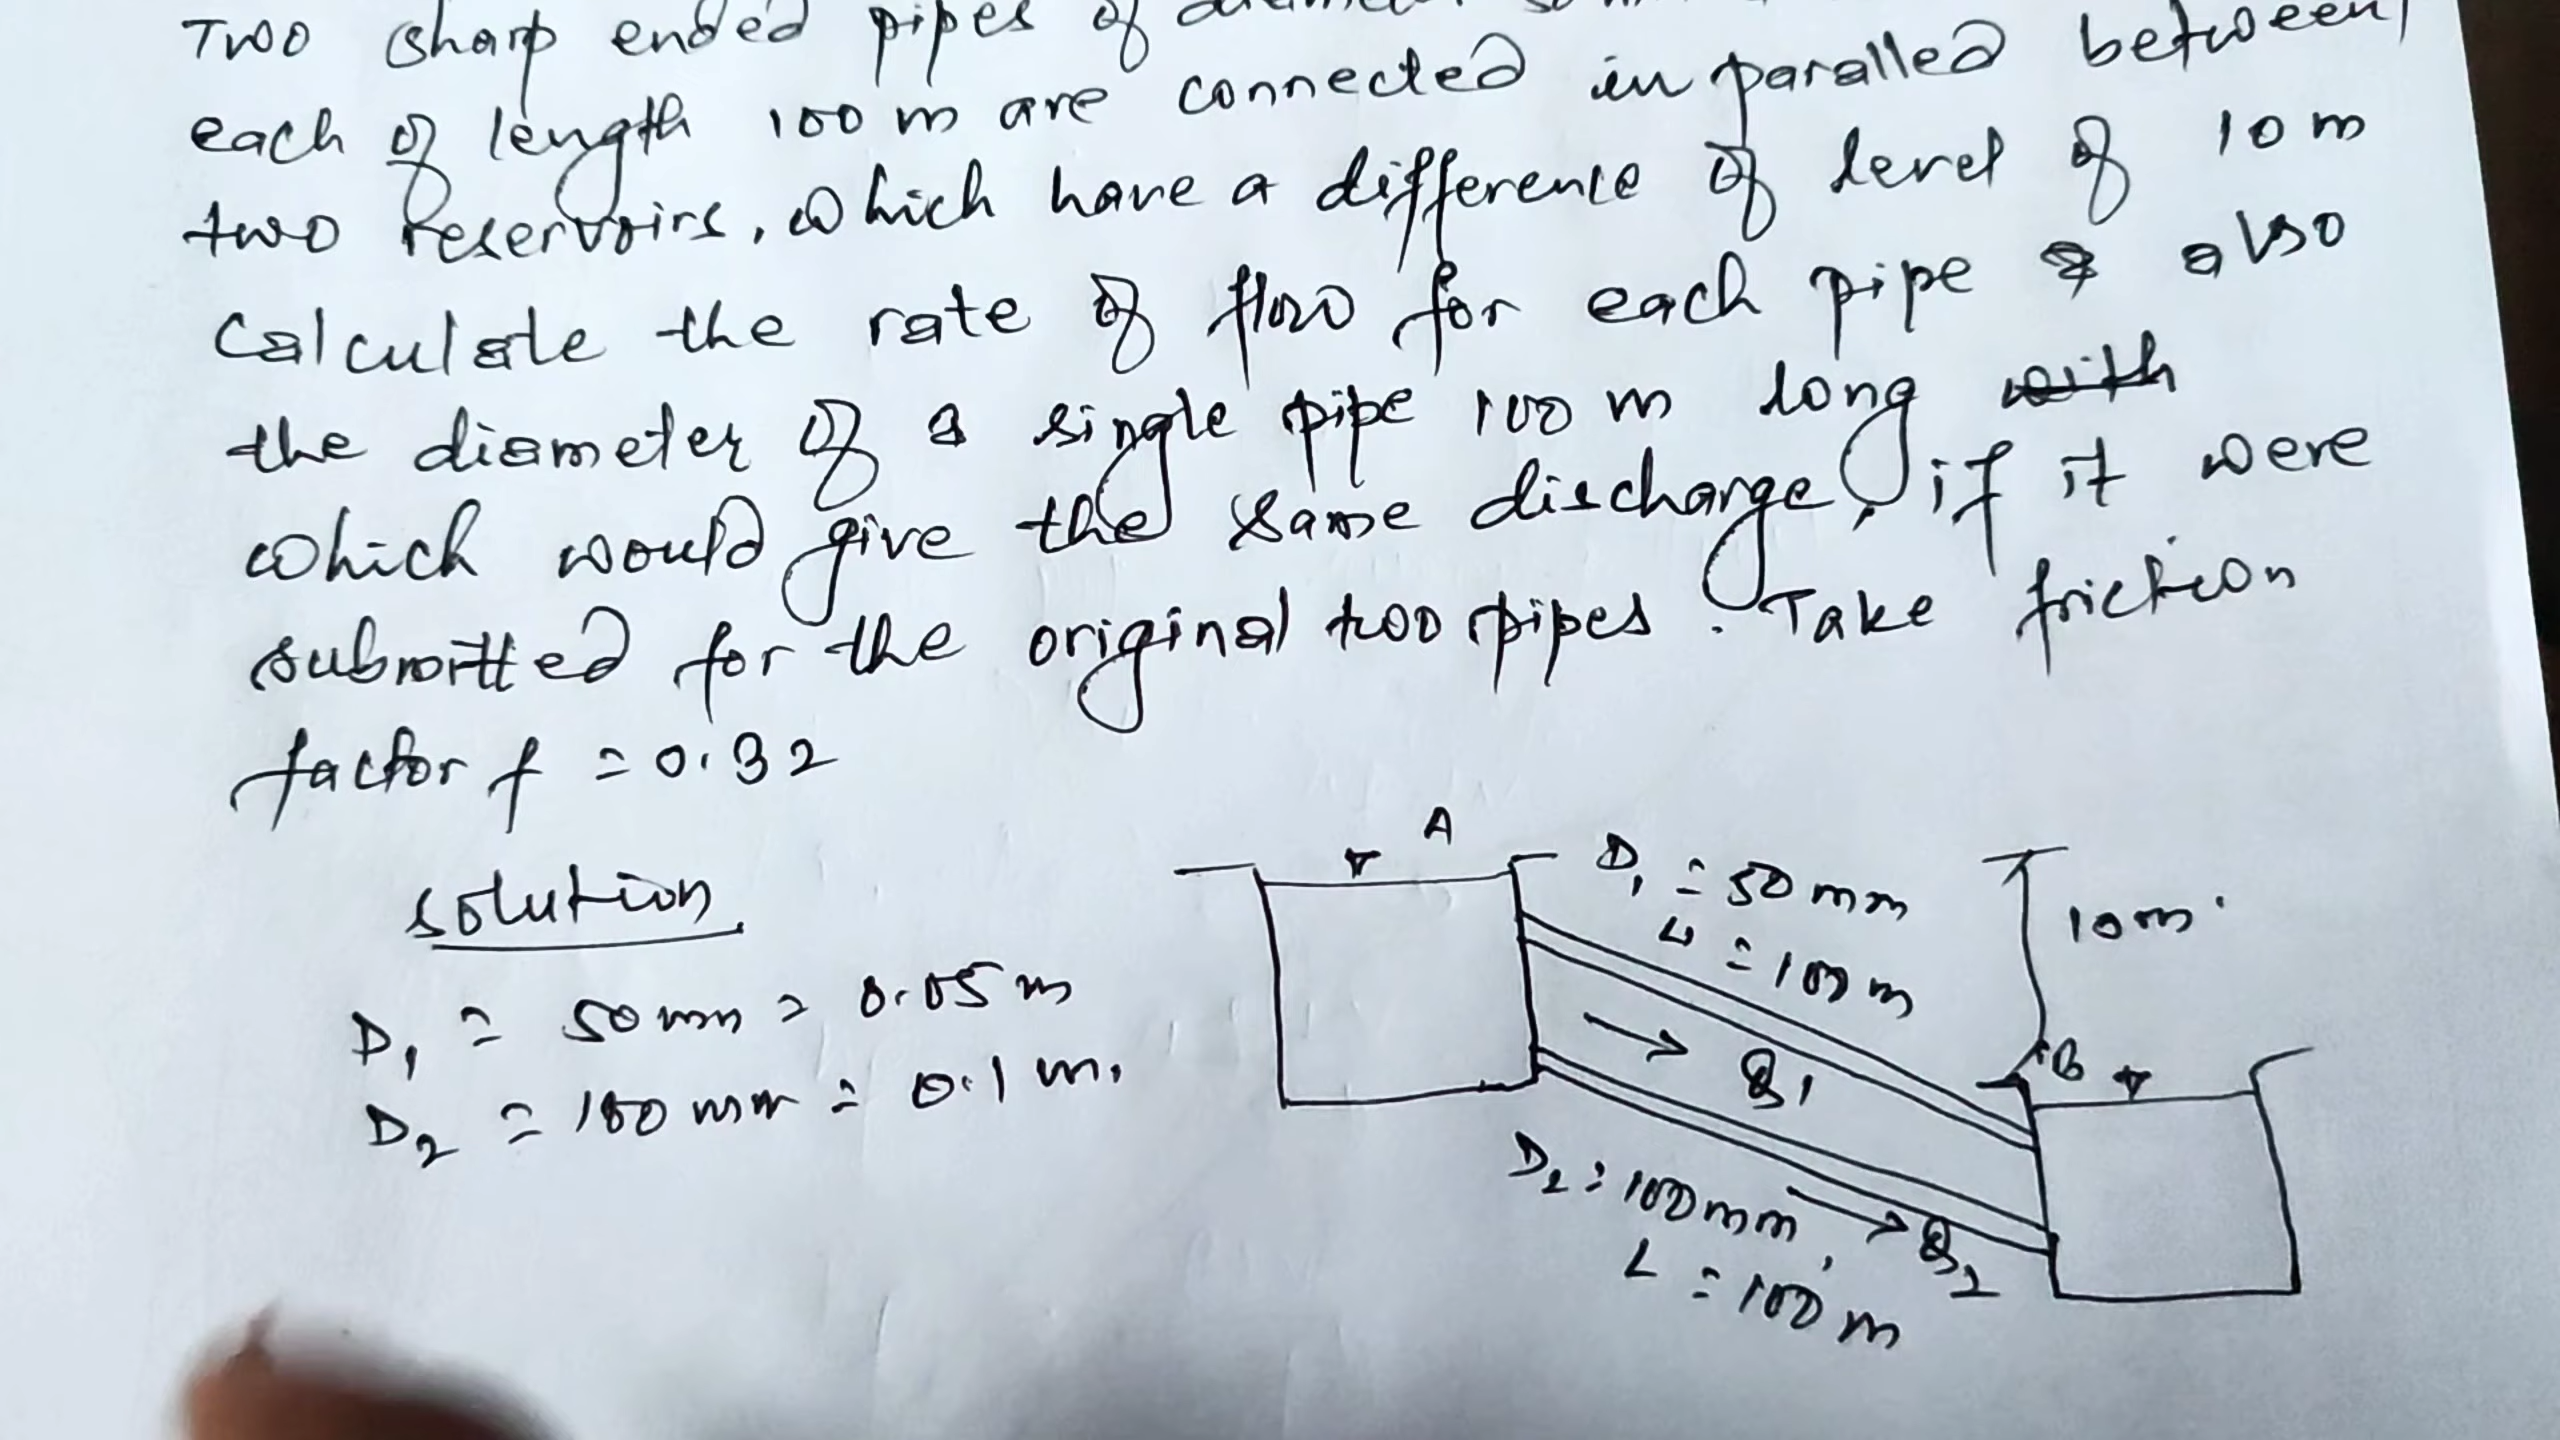 Two sharp ended pipes of
each of length 100 m are connected in paralled between
two reservoirs, which have a difference of level of 10 m
Calculate the rate of flow for each pipe & also
the diameter of a single pipe 100 m long with
which would give the same discharge, if it were
submitted for the original two pipes. Take friction
factor f = 0.32
solution
D1 = 50 mm = 0.05 m
D2 = 100 mm = 0.1 m.
A
D1 = 50 mm
L = 100 m
10 m.
Q1
B
D2 = 100 mm,
Q2
L = 100 m